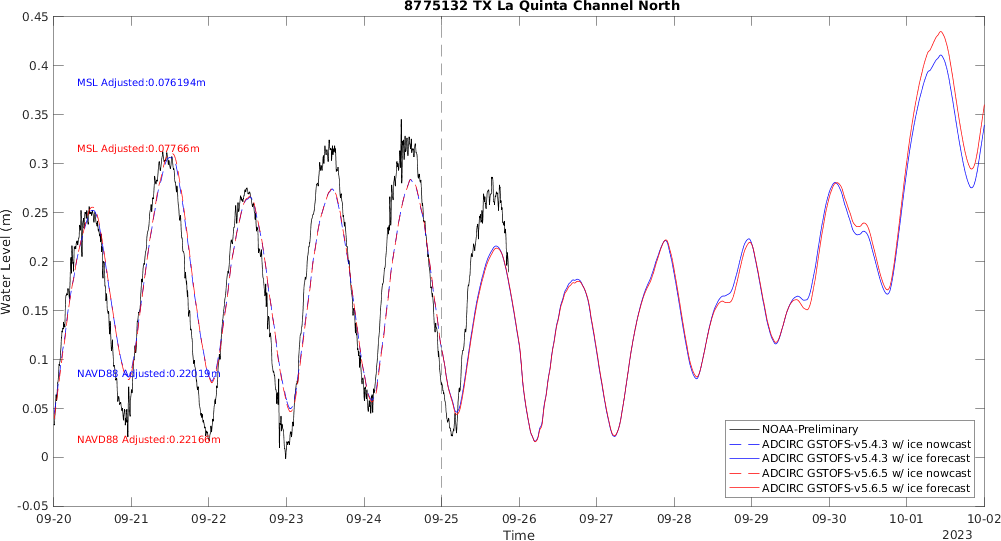 8775132 TX La Quinta Channel North
0.45
0.4
0.35
0.3
0.25
0.2
0.15
0.1
0.05
0
-0.05
Water Level (m)
MSL Adjusted:0.076194m
MSL Adjusted:0.07766m
NAVD88 Adjusted:0.22019m
NAVD88 Adjusted:0.22166m
NOAA-Preliminary
ADCIRC GSTOFS-v5.4.3 w/ ice nowcast
ADCIRC GSTOFS-v5.4.3 w/ ice forecast
ADCIRC GSTOFS-v5.6.5 w/ ice nowcast
ADCIRC GSTOFS-v5.6.5 w/ ice forecast
09-20 09-21 09-22 09-23 09-24 09-25 09-26 09-27 09-28 09-29 09-30 10-01 10-02
Time
2023